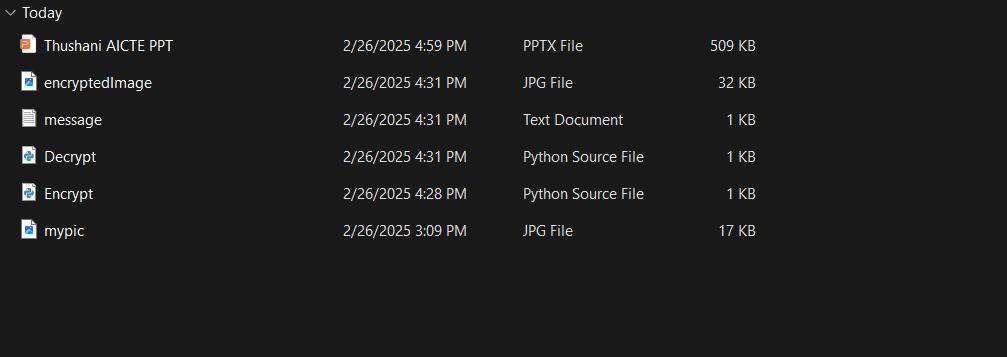 Today
Thushani AICTE PPT 2/26/2025 4:59 PM PPTX File 509 KB
encryptedImage 2/26/2025 4:31 PM JPG File 32 KB
message 2/26/2025 4:31 PM Text Document 1 KB
Decrypt 2/26/2025 4:31 PM Python Source File 1 KB
Encrypt 2/26/2025 4:28 PM Python Source File 1 KB
mypic 2/26/2025 3:09 PM JPG File 17 KB